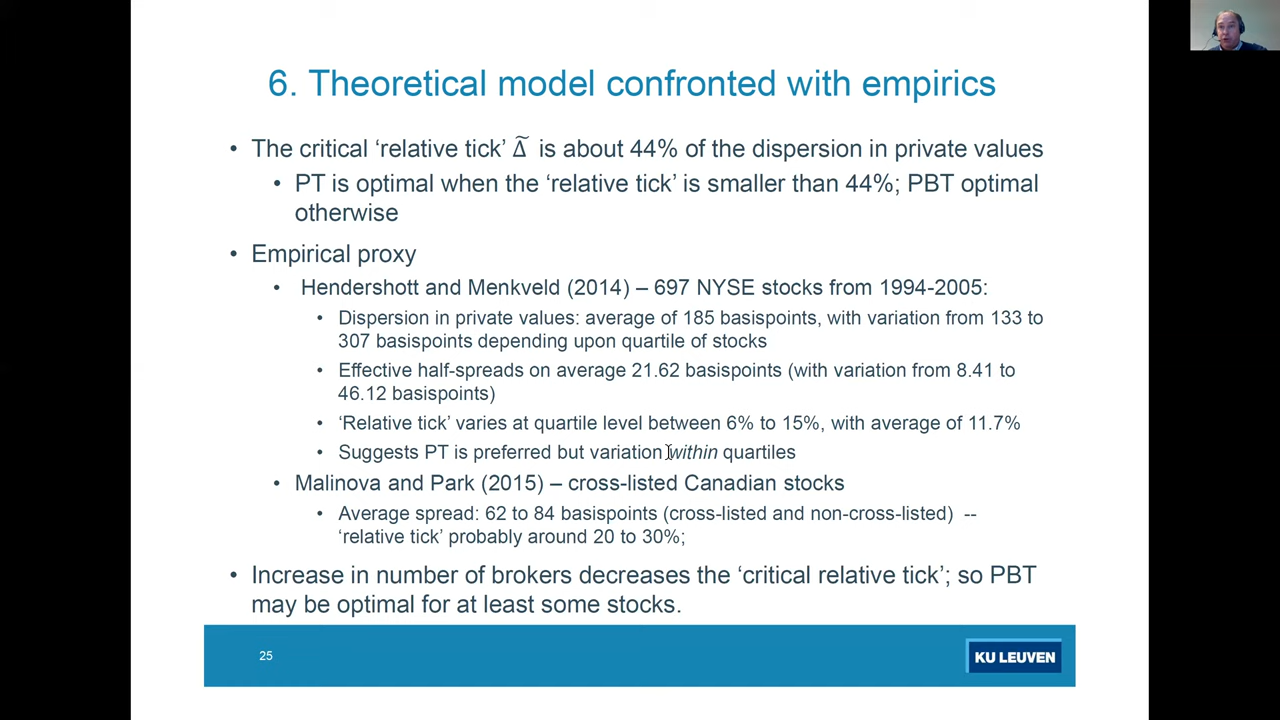 6. Theoretical model confronted with empirics
• The critical ‘relative tick’ Δ̃ is about 44% of the dispersion in private values
• PT is optimal when the ‘relative tick’ is smaller than 44%; PBT optimal
otherwise
• Empirical proxy
• Hendershott and Menkveld (2014) – 697 NYSE stocks from 1994-2005:
• Dispersion in private values: average of 185 basispoints, with variation from 133 to
307 basispoints depending upon quartile of stocks
• Effective half-spreads on average 21.62 basispoints (with variation from 8.41 to
46.12 basispoints)
• ‘Relative tick’ varies at quartile level between 6% to 15%, with average of 11.7%
• Suggests PT is preferred but variation within quartiles
• Malinova and Park (2015) – cross-listed Canadian stocks
• Average spread: 62 to 84 basispoints (cross-listed and non-cross-listed) --
‘relative tick’ probably around 20 to 30%;
• Increase in number of brokers decreases the ‘critical relative tick’; so PBT
may be optimal for at least some stocks.
25
KU LEUVEN